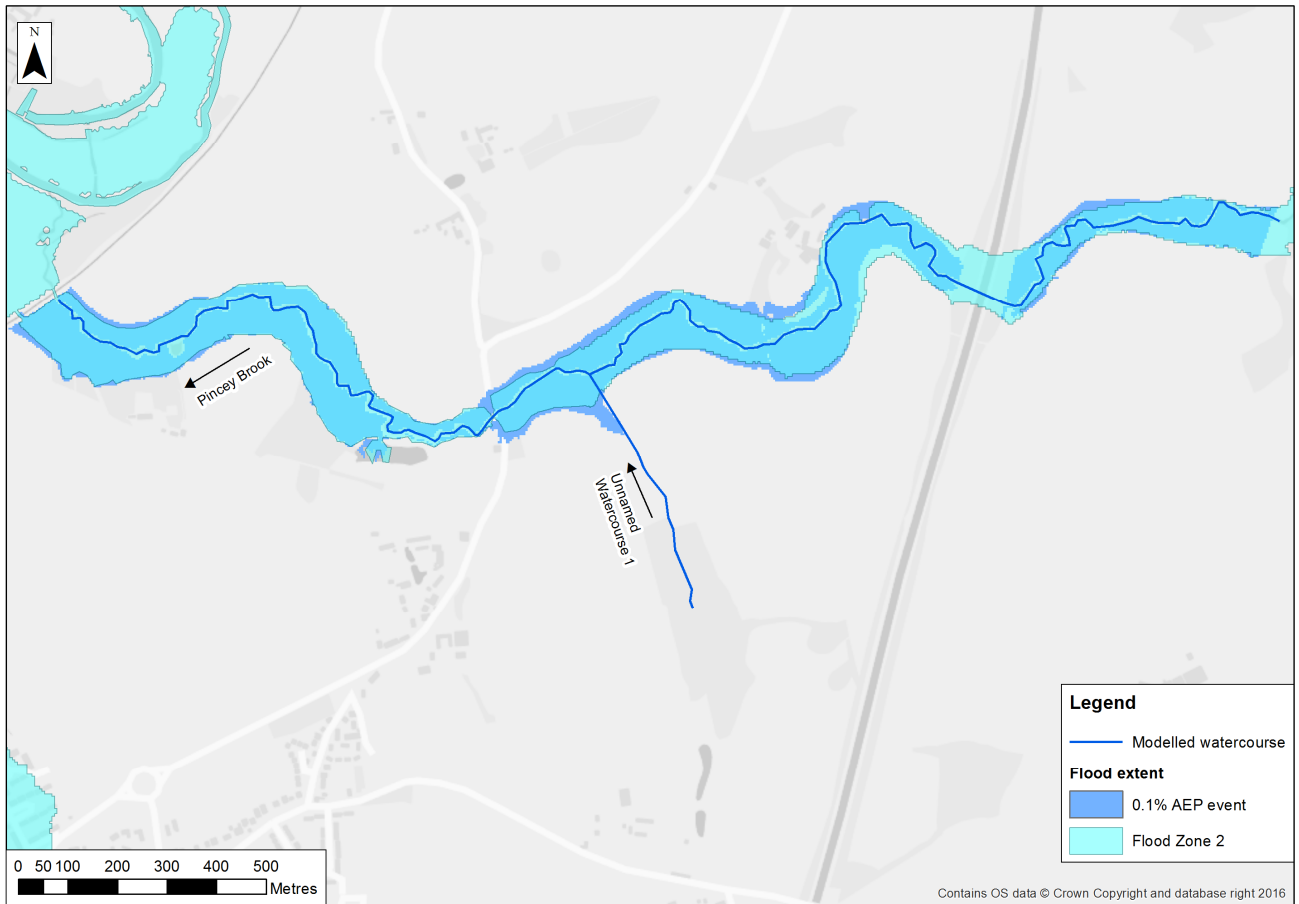 N
Pincey Brook
Unnamed
Watercourse 1
Legend
Modelled watercourse
Flood extent
0.1% AEP event
Flood Zone 2
0 50 100 200 300 400 500
Metres
Contains OS data © Crown Copyright and database right 2016